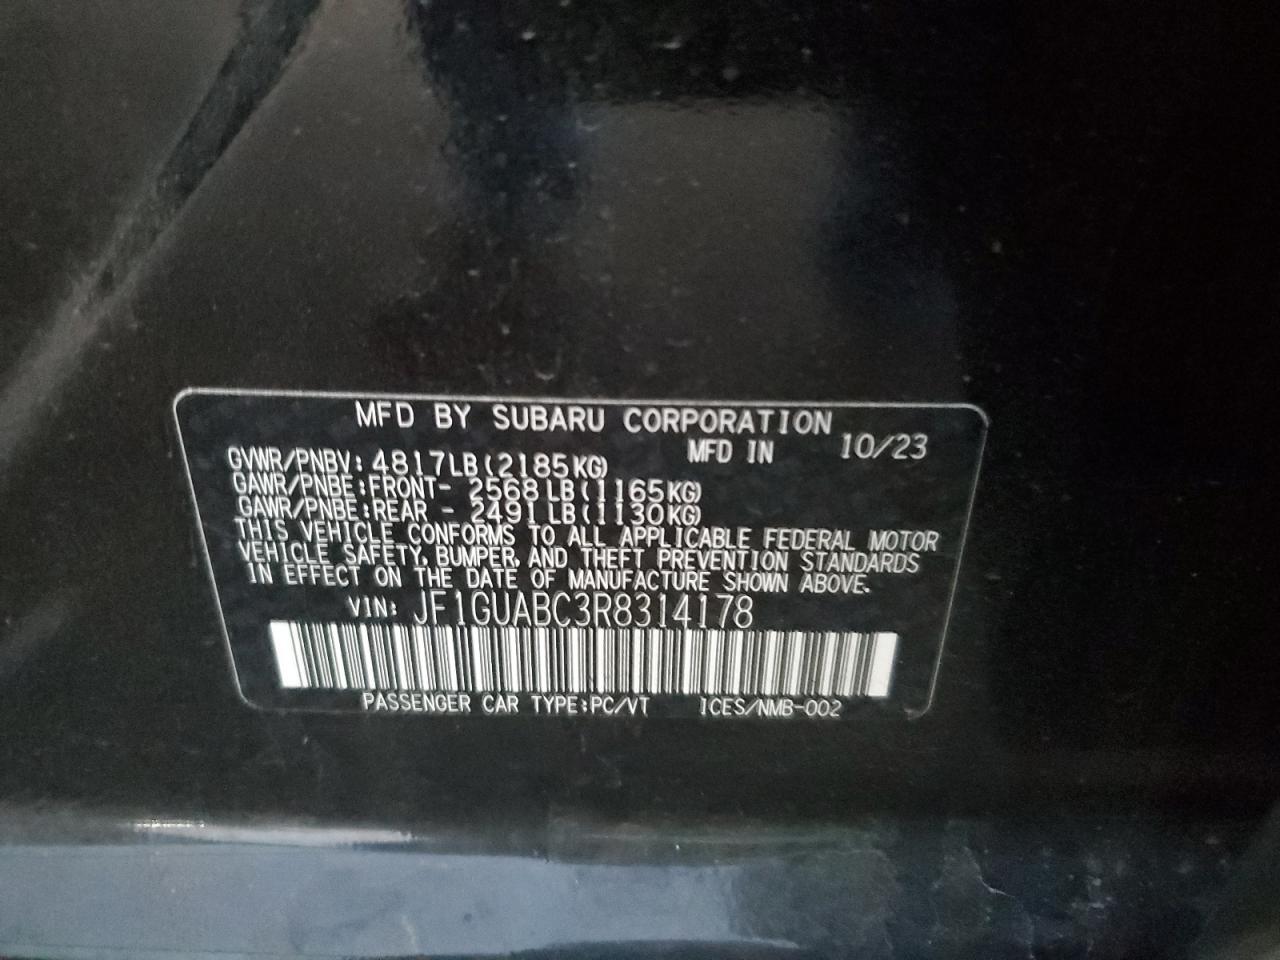 MFD BY SUBARU CORPORATION
MFD IN 10/23
GVWR/PNBV: 4817LB(2185KG)
GAWR/PNBE:FRONT- 2568LB(1165KG)
GAWR/PNBE:REAR - 2491LB(1130KG)
THIS VEHICLE CONFORMS TO ALL APPLICABLE FEDERAL MOTOR
VEHICLE SAFETY, BUMPER, AND THEFT PREVENTION STANDARDS
IN EFFECT ON THE DATE OF MANUFACTURE SHOWN ABOVE.
VIN: JF1GUABC3R8314178
PASSENGER CAR TYPE:PC/VT ICES/NMB-002